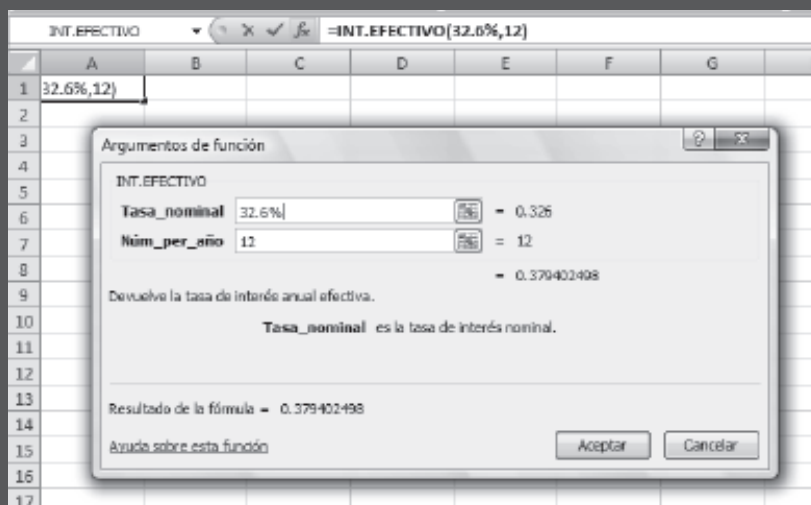 INT.EFECTIVO =INT.EFECTIVO(32.6%,12)
A B C D E F G
1 32.6%,12)
2
3
Argumentos de función
4
INT.EFECTIVO
5
Tasa_nominal 32.6% = 0.326
6
Núm_per_año 12 = 12
7
8
= 0.379402498
9
Devuelve la tasa de interés anual efectiva.
10
Tasa_nominal es la tasa de interés nominal.
11
12
13
Resultado de la fórmula = 0.379402498
14
Ayuda sobre esta función Aceptar Cancelar
15
16
17